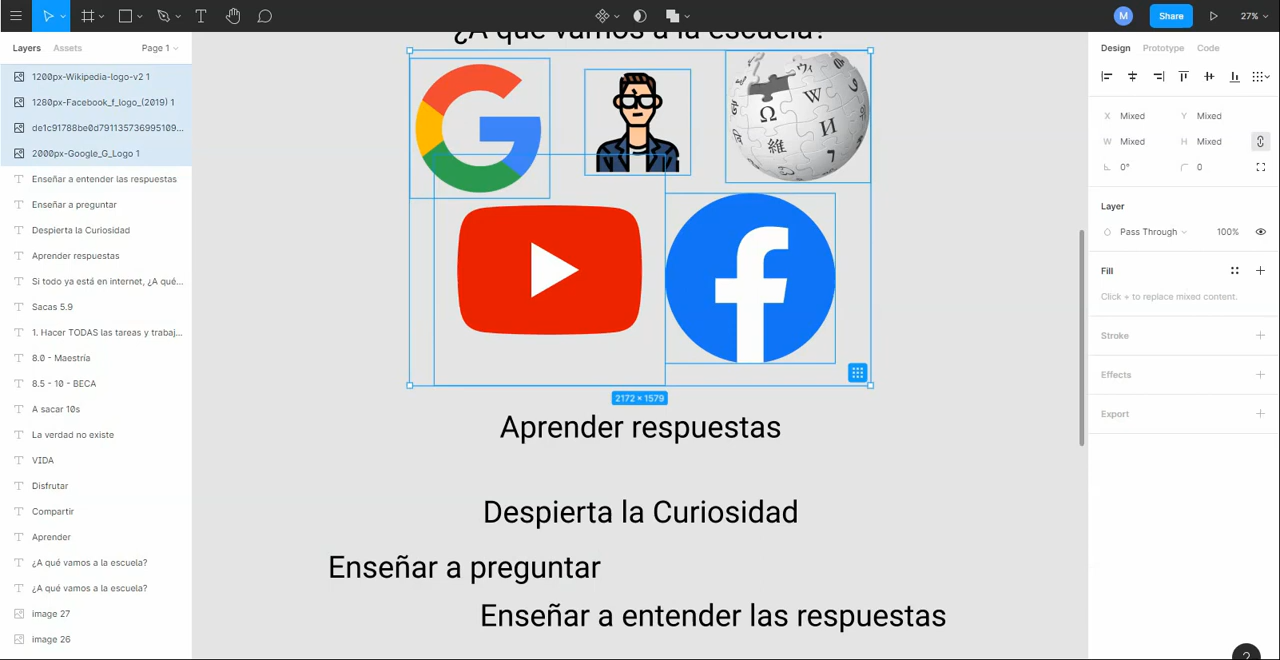 M
Share
27%
Layers
Assets
Page 1
Design
Prototype
Code
1200px-Wikipedia-logo-v2 1
1280px-Facebook_f_logo_(2019) 1
de1c91788be0d791135736995109...
2000px-Google_G_Logo 1
Enseñar a entender las respuestas
Enseñar a preguntar
Despierta la Curiosidad
Aprender respuestas
Si todo ya está en internet, ¿A qué...
Sacas 5.9
1. Hacer TODAS las tareas y trabaj...
8.0 - Maestría
8.5 - 10 - BECA
A sacar 10s
La verdad no existe
VIDA
Disfrutar
Compartir
Aprender
¿A qué vamos a la escuela?
¿A qué vamos a la escuela?
image 27
image 26
¿A qué vamos a la escuela?
W
Ω
И
維
2172 × 1579
Aprender respuestas
Despierta la Curiosidad
Enseñar a preguntar
Enseñar a entender las respuestas
X Mixed
Y Mixed
W Mixed
H Mixed
0°
0
Layer
Pass Through
100%
Fill
Click + to replace mixed content.
Stroke
Effects
Export
?